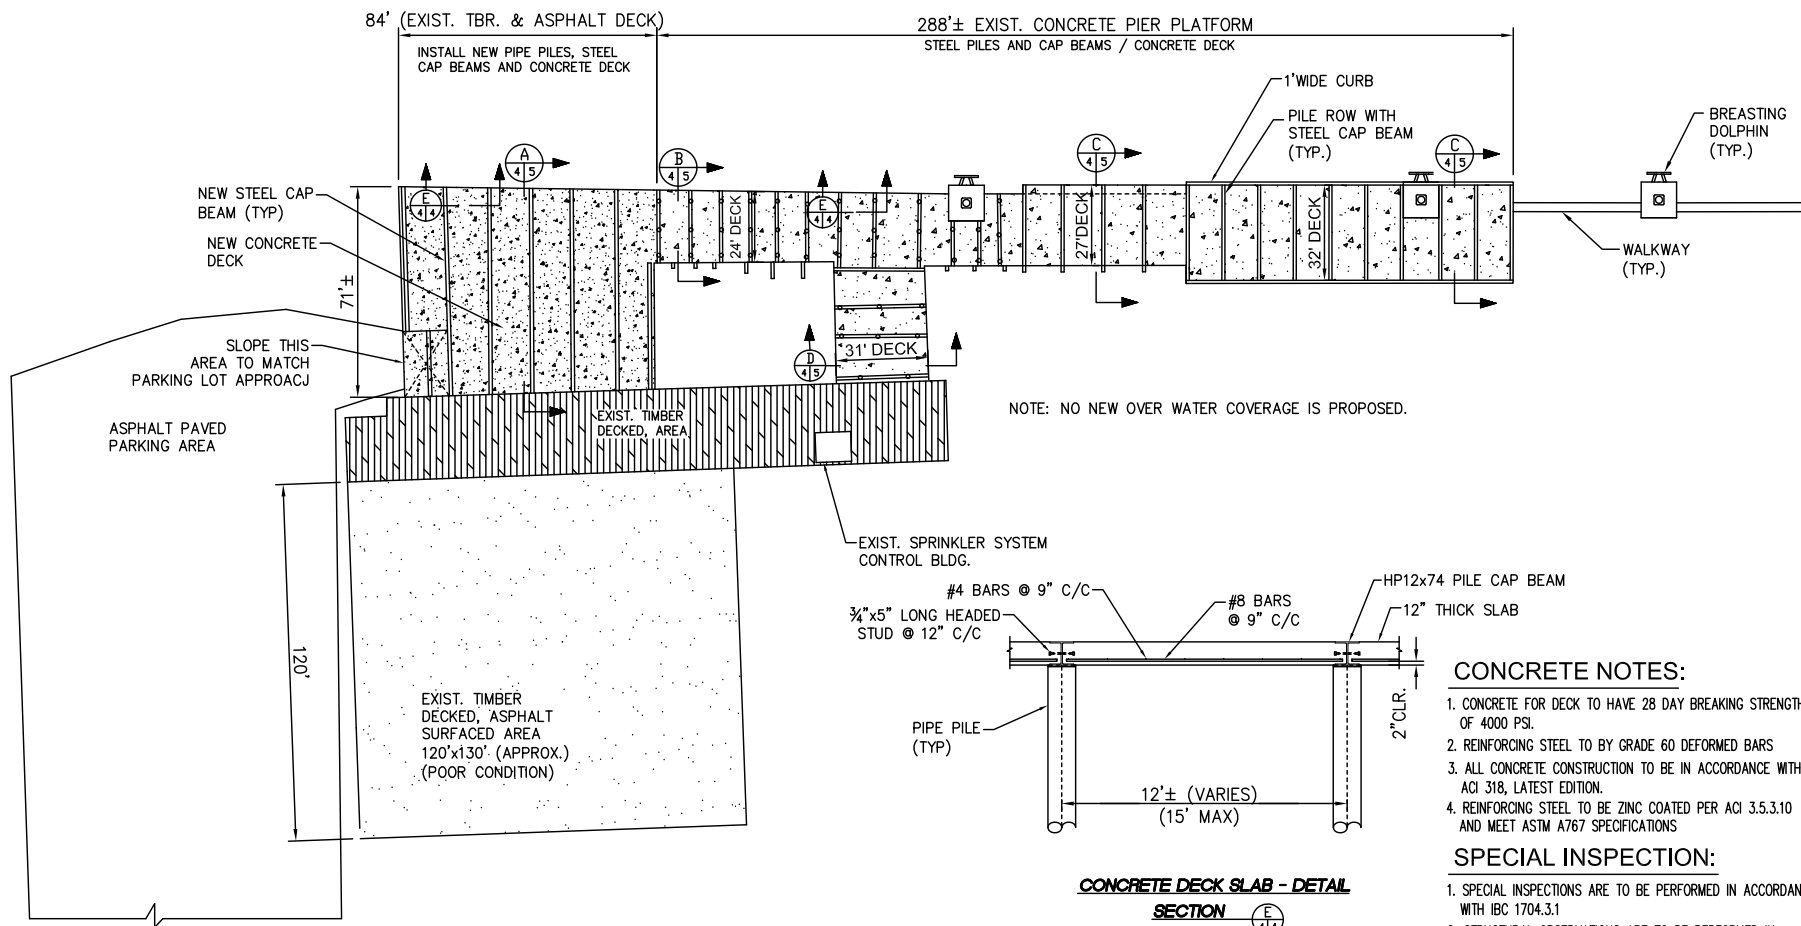 84' (EXIST. TBR. & ASPHALT DECK)
INSTALL NEW PIPE PILES, STEEL
CAP BEAMS AND CONCRETE DECK
288'± EXIST. CONCRETE PIER PLATFORM
STEEL PILES AND CAP BEAMS / CONCRETE DECK
1'WIDE CURB
PILE ROW WITH
STEEL CAP BEAM
(TYP.)
BREASTING
DOLPHIN
(TYP.)
A
4 5
B
4 5
C
4 5
C
4 5
E
4 4
E
4 4
NEW STEEL CAP
BEAM (TYP)
NEW CONCRETE
DECK
24' DECK
27'DECK
32' DECK
WALKWAY
(TYP.)
71'±
SLOPE THIS
AREA TO MATCH
PARKING LOT APPROACJ
31' DECK
D
4 5
ASPHALT PAVED
PARKING AREA
EXIST. TIMBER
DECKED, AREA
NOTE: NO NEW OVER WATER COVERAGE IS PROPOSED.
EXIST. SPRINKLER SYSTEM
CONTROL BLDG.
120'
EXIST. TIMBER
DECKED, ASPHALT
SURFACED AREA
120'x130' (APPROX.)
(POOR CONDITION)
#4 BARS @ 9" C/C
¾"x5" LONG HEADED
STUD @ 12" C/C
#8 BARS
@ 9" C/C
HP12x74 PILE CAP BEAM
12" THICK SLAB
PIPE PILE
(TYP)
2"CLR.
12'± (VARIES)
(15' MAX)
CONCRETE DECK SLAB - DETAIL
SECTION
E
4 4
CONCRETE NOTES:
1. CONCRETE FOR DECK TO HAVE 28 DAY BREAKING STRENGTH
OF 4000 PSI.
2. REINFORCING STEEL TO BY GRADE 60 DEFORMED BARS
3. ALL CONCRETE CONSTRUCTION TO BE IN ACCORDANCE WITH
ACI 318, LATEST EDITION.
4. REINFORCING STEEL TO BE ZINC COATED PER ACI 3.5.3.10
AND MEET ASTM A767 SPECIFICATIONS
SPECIAL INSPECTION:
1. SPECIAL INSPECTIONS ARE TO BE PERFORMED IN ACCORDAN
WITH IBC 1704.3.1